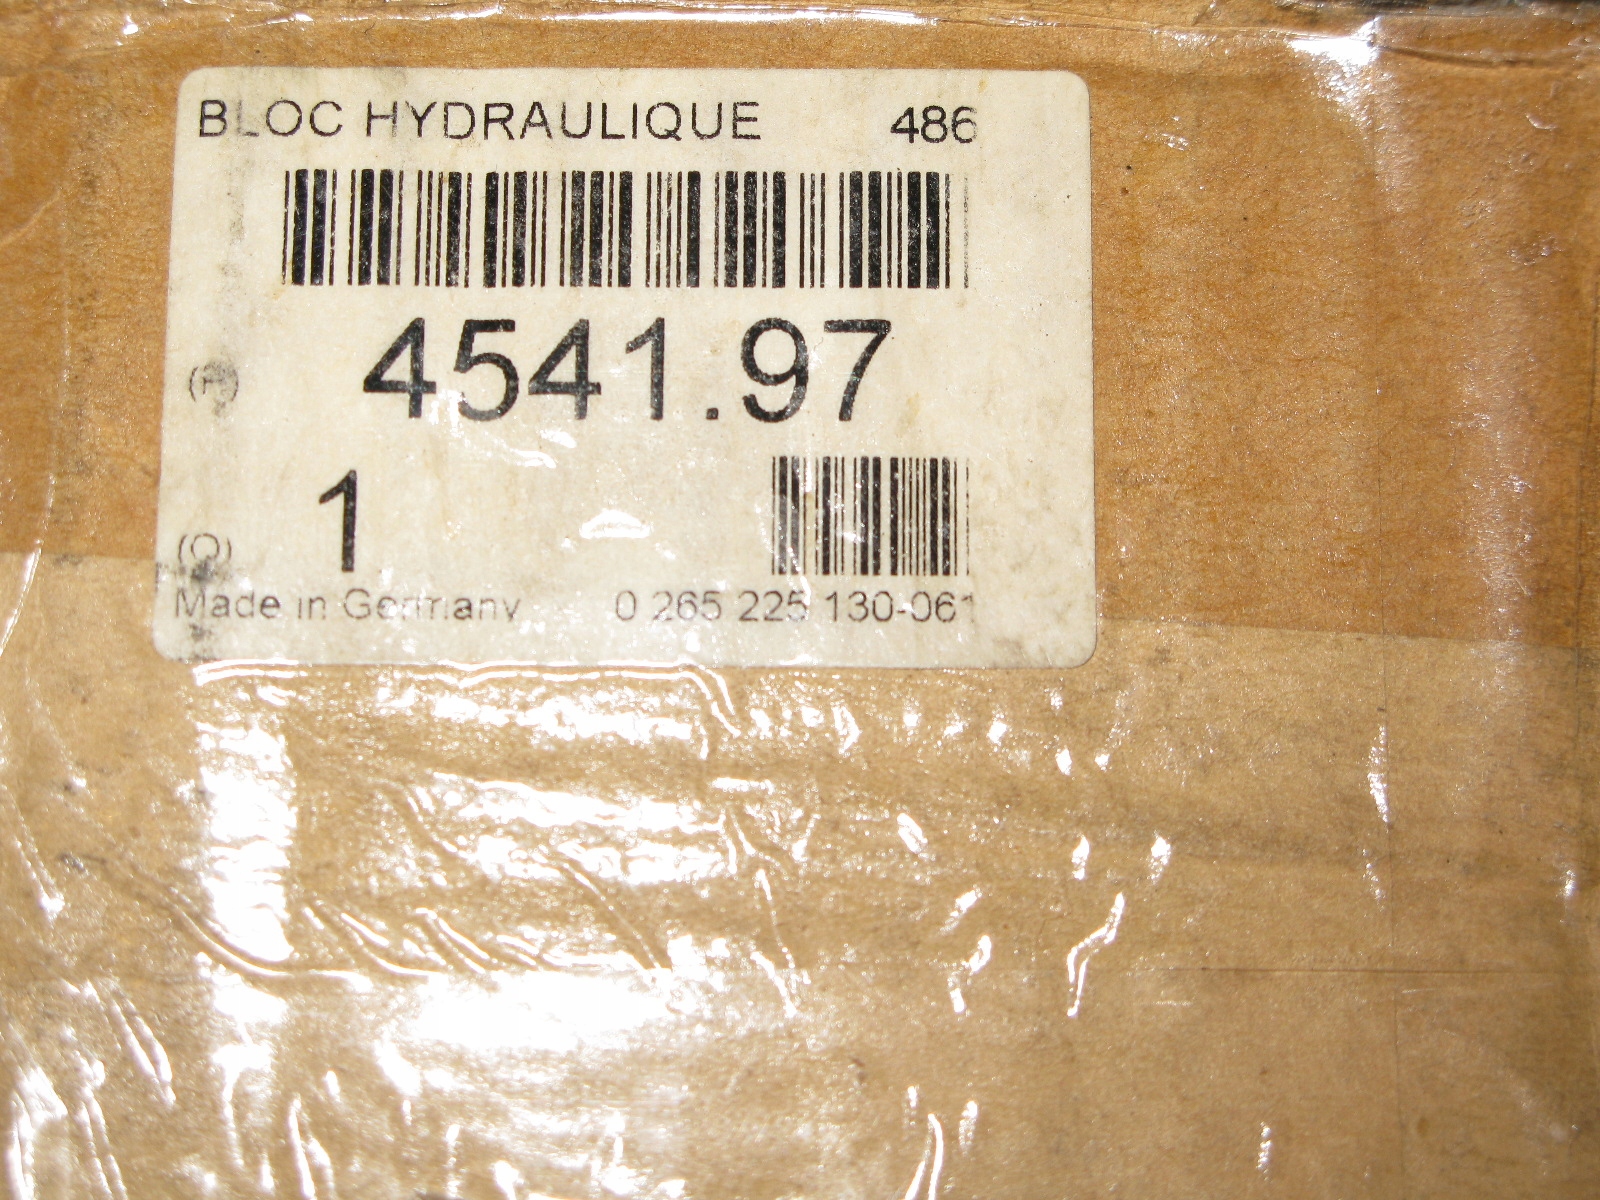 BLOC HYDRAULIQUE 486
(P) 4541.97
(Q) 1
Made in Germany 0 265 225 130-061